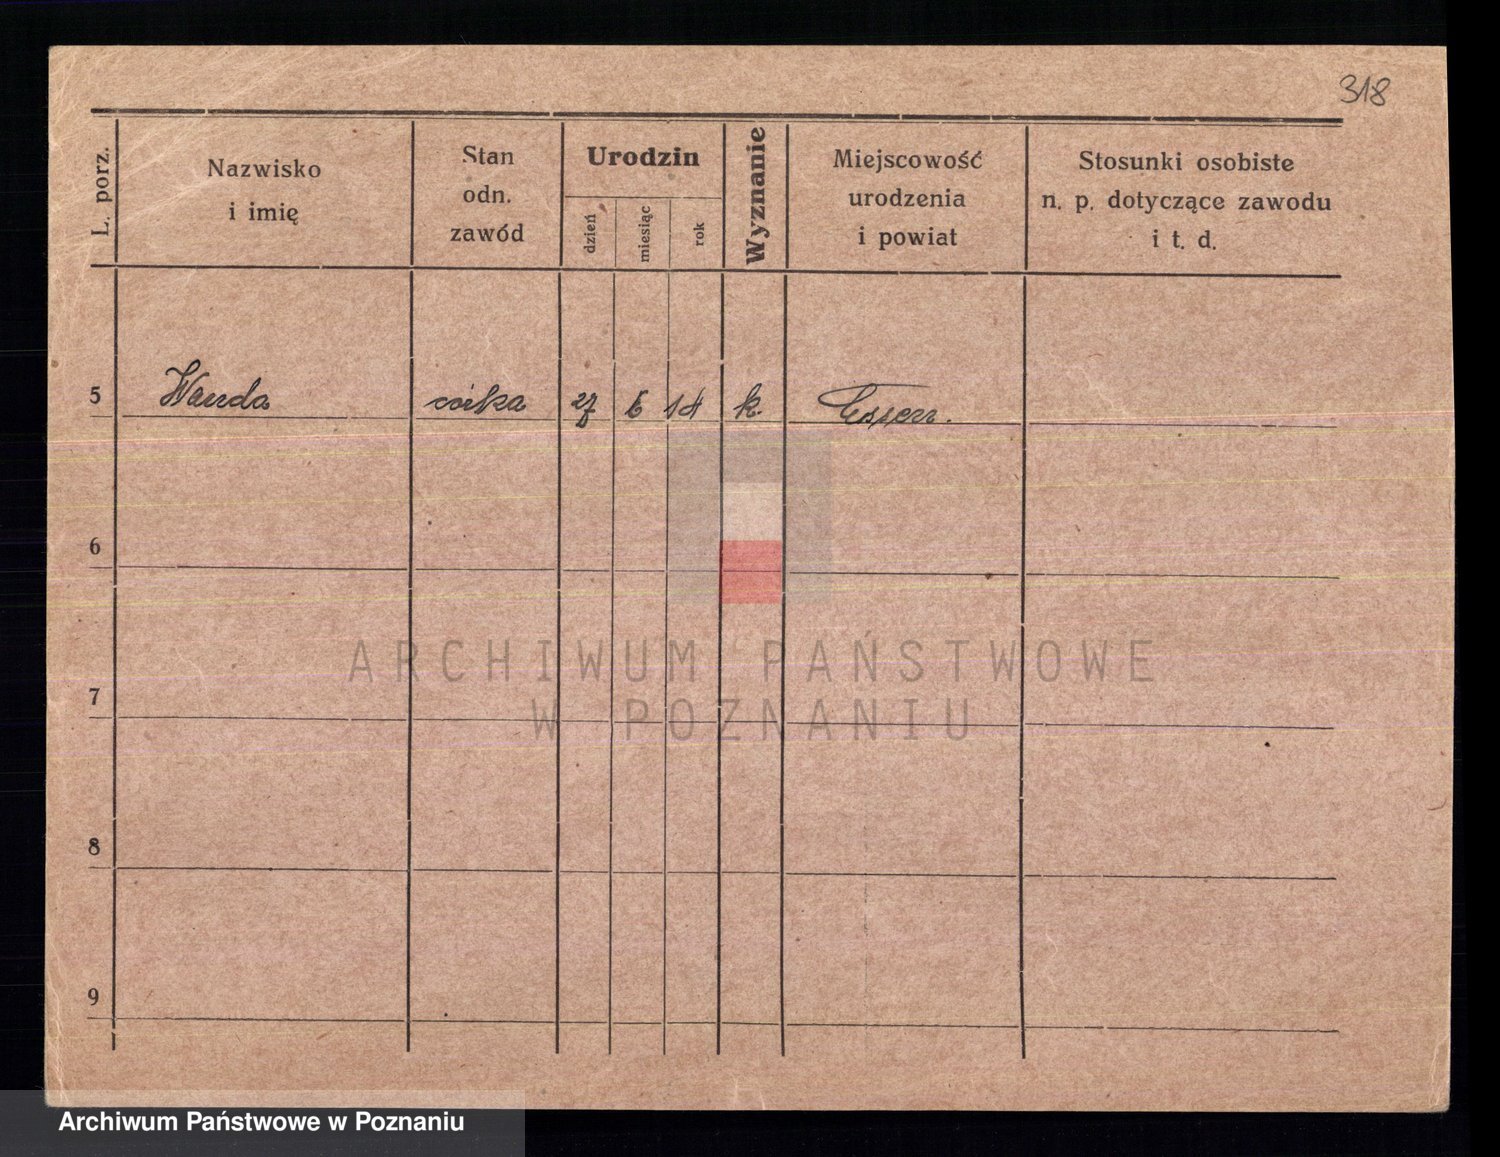 318
L. porz.
Nazwisko
i imię
Stan
odn.
zawód
Urodzin
dzień
miesiąc
rok
Wyznanie
Miejscowość
urodzenia
i powiat
Stosunki osobiste
n. p. dotyczące zawodu
i t. d.
5 Wanda córka 27 6 14 k. Essen.
6
7
8
9
ARCHIWUM PAŃSTWOWE
W POZNANIU
Archiwum Państwowe w Poznaniu